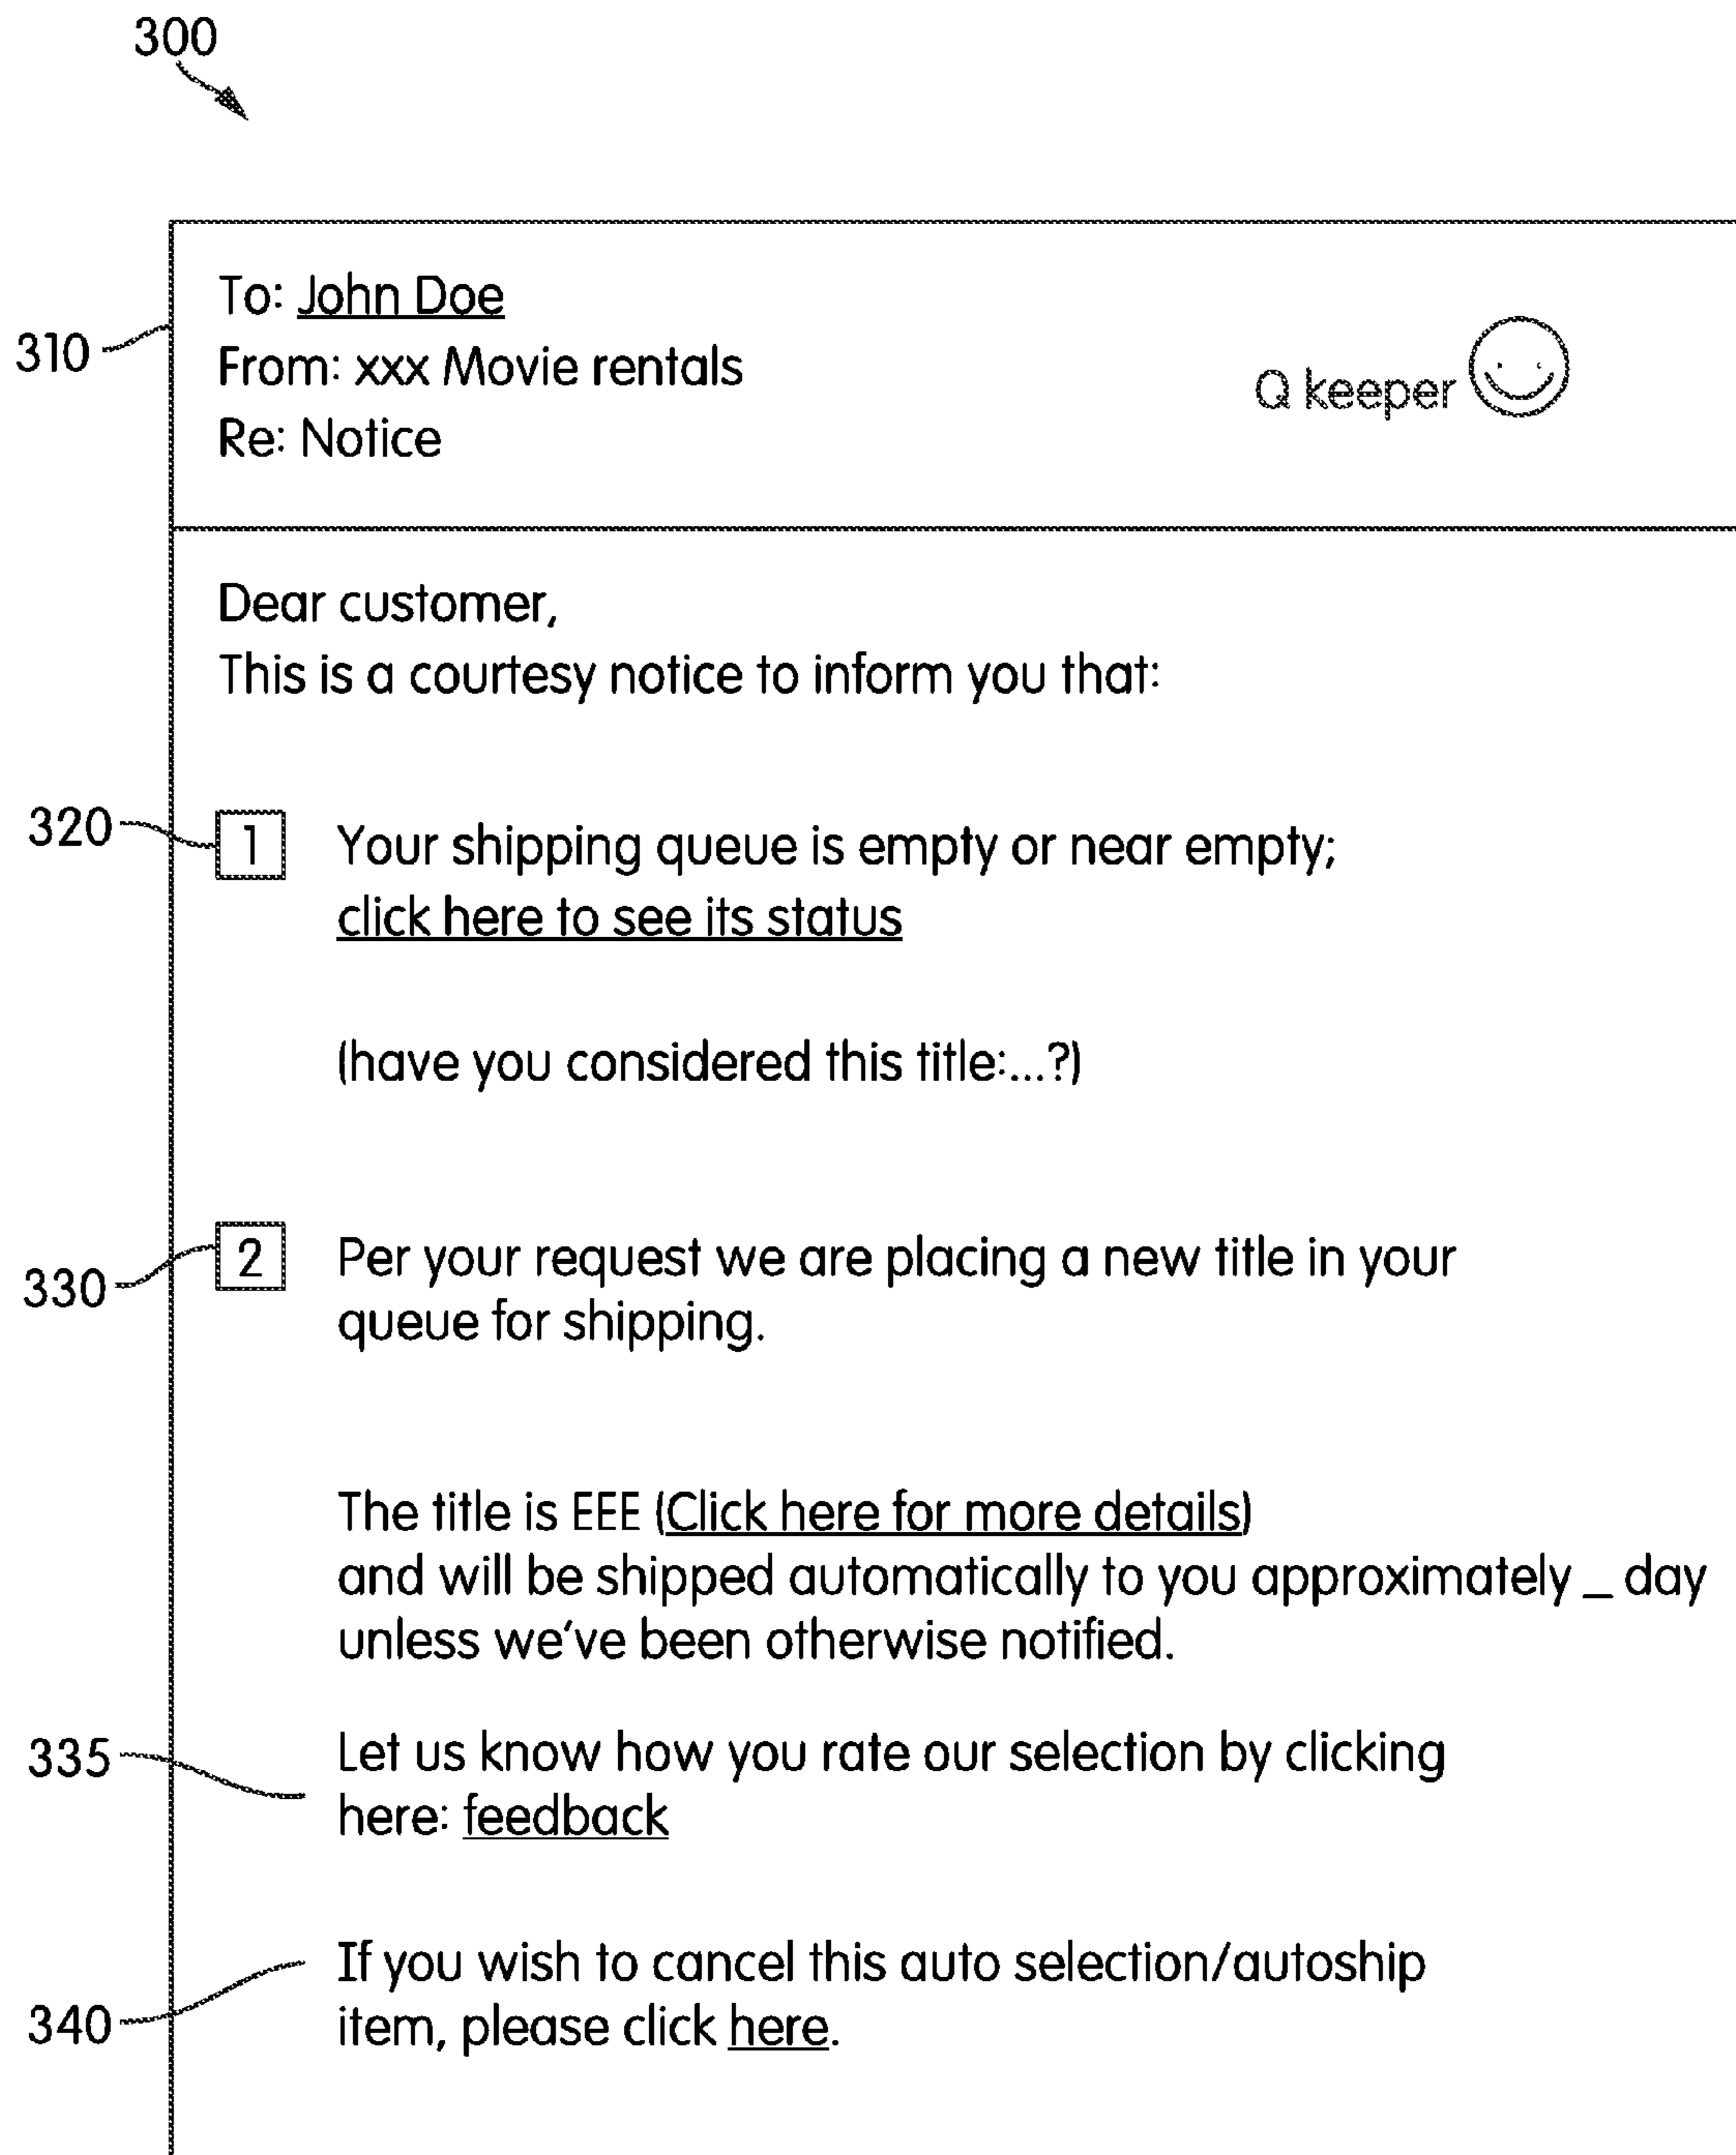 300
310
To: John Doe
From: xxx Movie rentals
Re: Notice
Q keeper
Dear customer,
This is a courtesy notice to inform you that:
320
1
Your shipping queue is empty or near empty;
click here to see its status
(have you considered this title:...?)
330
2
Per your request we are placing a new title in your
queue for shipping.
The title is EEE (Click here for more details)
and will be shipped automatically to you approximately _ day
unless we've been otherwise notified.
335
Let us know how you rate our selection by clicking
here: feedback
340
If you wish to cancel this auto selection/autoship
item, please click here.